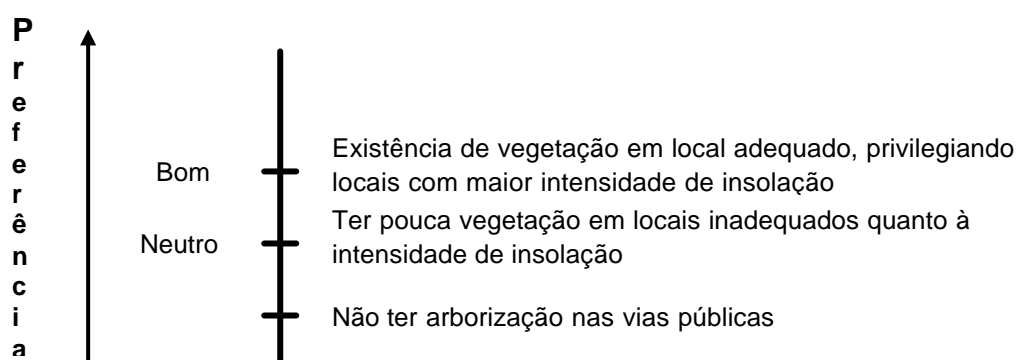 Preferência
Bom
Existência de vegetação em local adequado, privilegiando
locais com maior intensidade de insolação
Neutro
Ter pouca vegetação em locais inadequados quanto à
intensidade de insolação
Não ter arborização nas vias públicas